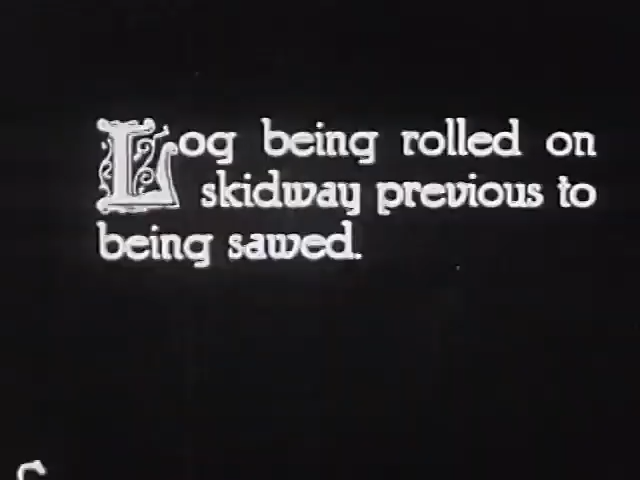 Log being rolled on
skidway previous to
being sawed.